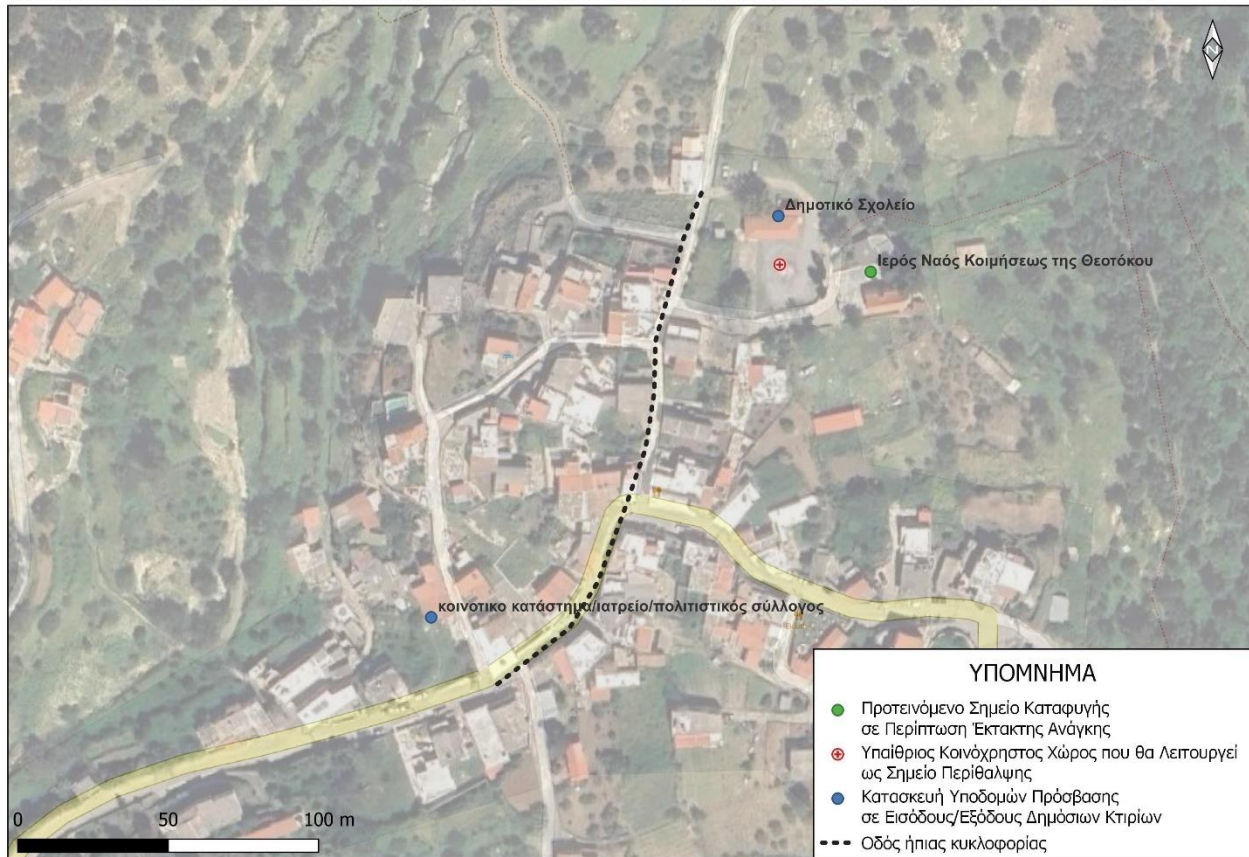 Δημοτικό Σχολείο
Ιερός Ναός Κοιμήσεως της Θεοτόκου
κοινοτικο κατάστημα/ιατρείο/πολιτιστικός σύλλογος
ΥΠΟΜΝΗΜΑ
Προτεινόμενο Σημείο Καταφυγής
σε Περίπτωση Έκτακτης Ανάγκης
Υπαίθριος Κοινόχρηστος Χώρος που θα Λειτουργεί
ως Σημείο Περίθαλψης
Κατασκευή Υποδομών Πρόσβασης
σε Εισόδους/Εξόδους Δημόσιων Κτιρίων
Οδός ήπιας κυκλοφορίας
0 50 100 m